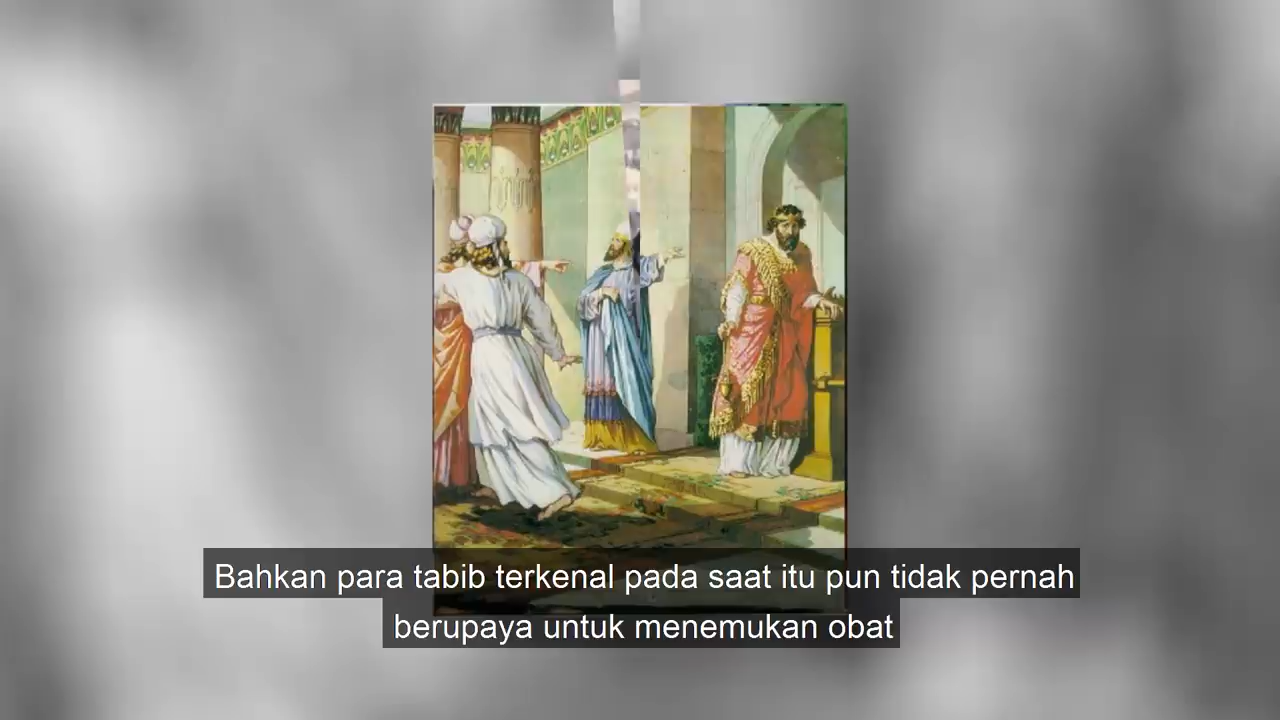 Bahkan para tabib terkenal pada saat itu pun tidak pernah
berupaya untuk menemukan obat